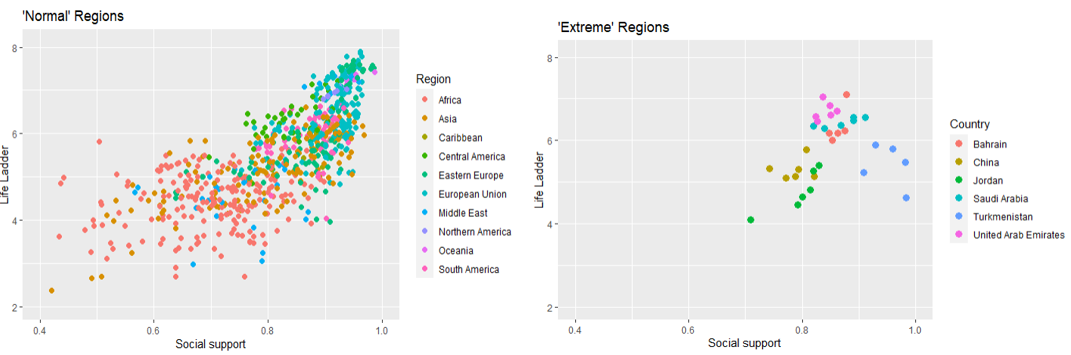 'Normal' Regions
Life Ladder
8
6
4
2
0.4 0.6 0.8 1.0
Social support
Region
Africa
Asia
Caribbean
Central America
Eastern Europe
European Union
Middle East
Northern America
Oceania
South America
'Extreme' Regions
Life Ladder
8
6
4
2
0.4 0.6 0.8 1.0
Social support
Country
Bahrain
China
Jordan
Saudi Arabia
Turkmenistan
United Arab Emirates